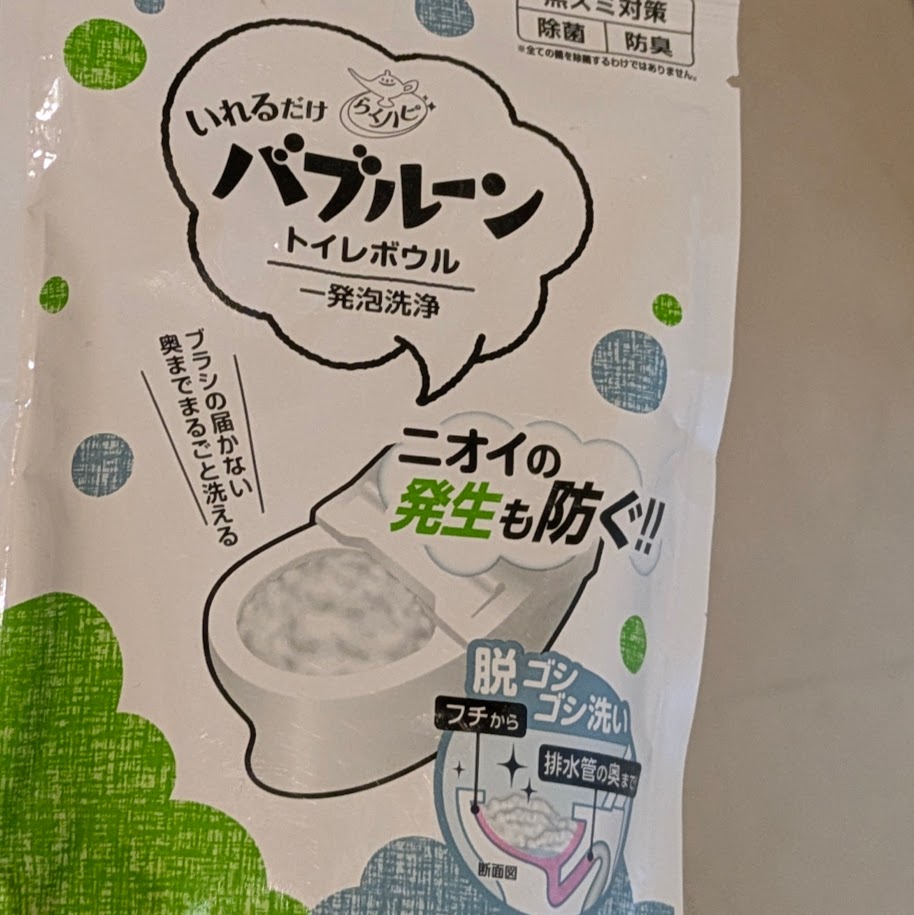 黒ズミ対策
除菌 防臭
※全ての菌を除菌するわけではありません。
いれるだけ
らくハピ
バブルーン
トイレボウル
一発泡洗浄
ブラシの届かない
奥までまるごと洗える
ニオイの
発生も防ぐ!!
脱ゴシ
ゴシ洗い
フチから
排水管の奥まで
断面図